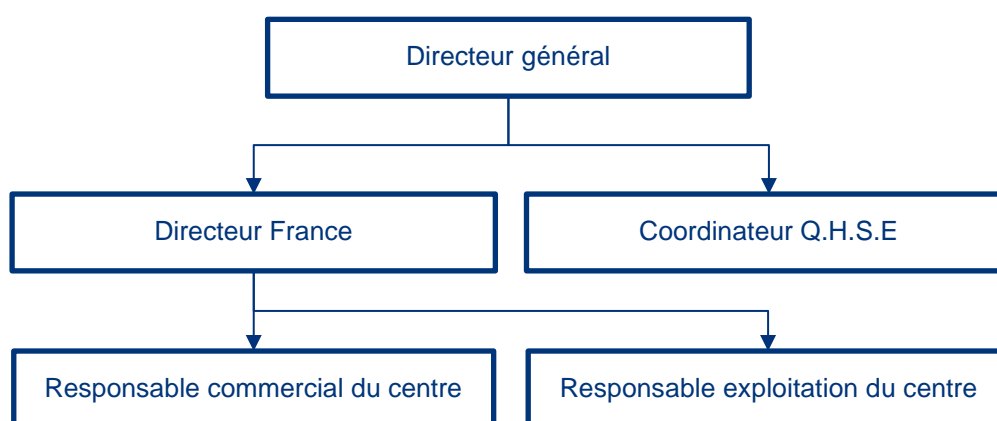 Directeur général
Directeur France
Coordinateur Q.H.S.E
Responsable commercial du centre
Responsable exploitation du centre